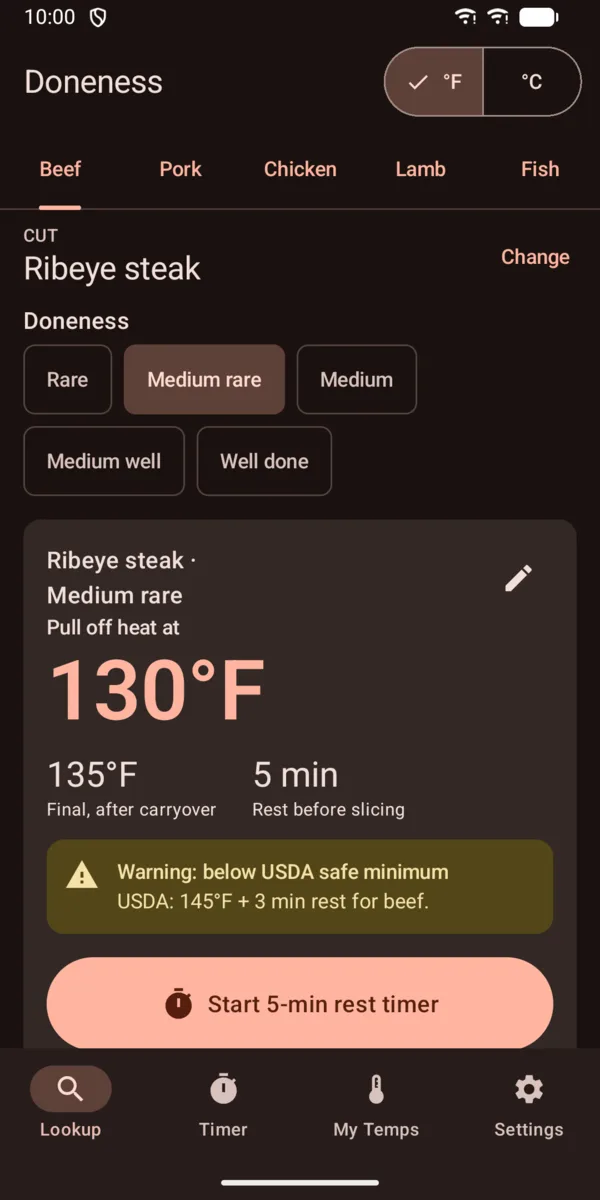 10:00
Doneness
°F
°C
Beef
Pork
Chicken
Lamb
Fish
CUT
Ribeye steak
Change
Doneness
Rare
Medium rare
Medium
Medium well
Well done
Ribeye steak ·
Medium rare
Pull off heat at
130°F
135°F
5 min
Final, after carryover
Rest before slicing
Warning: below USDA safe minimum
USDA: 145°F + 3 min rest for beef.
Start 5-min rest timer
Lookup
Timer
My Temps
Settings